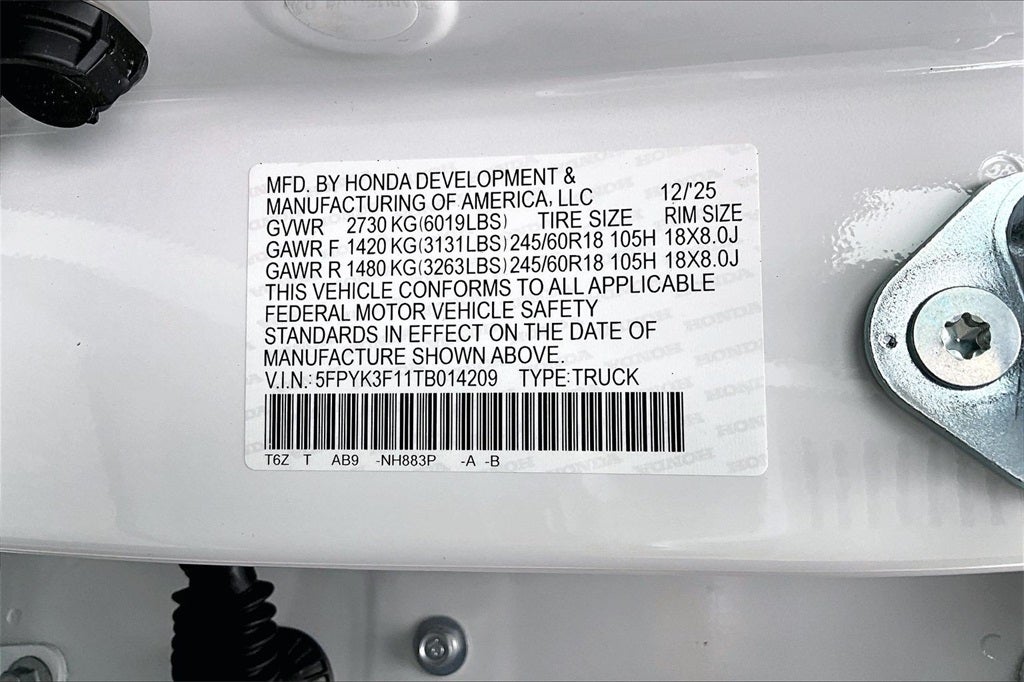 MFD. BY HONDA DEVELOPMENT &
MANUFACTURING OF AMERICA, LLC 12/'25
GVWR 2730 KG(6019LBS) TIRE SIZE RIM SIZE
GAWR F 1420 KG(3131LBS) 245/60R18 105H 18X8.0J
GAWR R 1480 KG(3263LBS) 245/60R18 105H 18X8.0J
THIS VEHICLE CONFORMS TO ALL APPLICABLE
FEDERAL MOTOR VEHICLE SAFETY
STANDARDS IN EFFECT ON THE DATE OF
MANUFACTURE SHOWN ABOVE.
V.I.N.: 5FPYK3F11TB014209 TYPE:TRUCK
T6Z T AB9 -NH883P -A -B